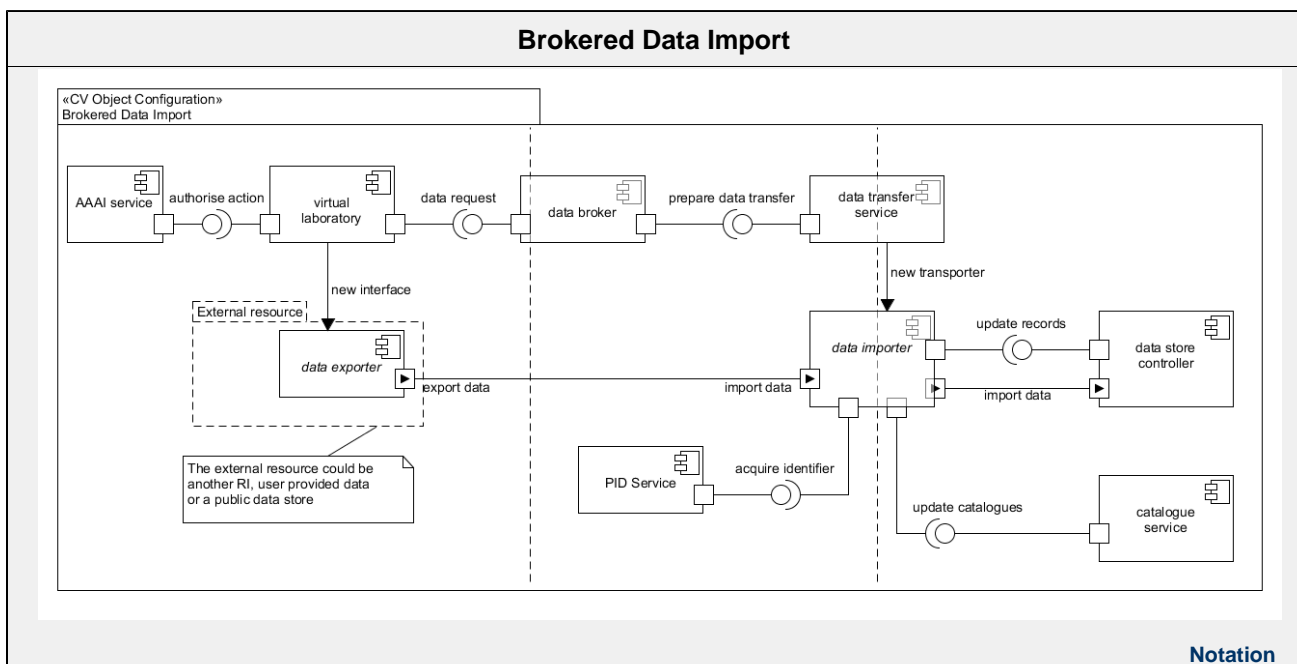 Brokered Data Import
«CV Object Configuration»
Brokered Data Import
AAAI service
authorise action
virtual
laboratory
data request
data broker
prepare data transfer
data transfer
service
new interface
new transporter
External resource
data exporter
export data
import data
data importer
update records
data store
controller
import data
The external resource could be
another RI, user provided data
or a public data store
PID Service
acquire identifier
update catalogues
catalogue
service
Notation